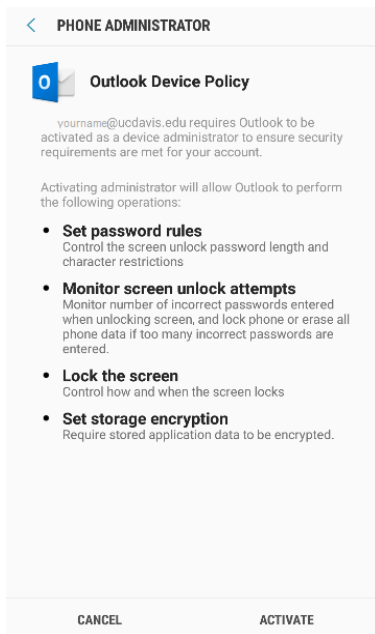 PHONE ADMINISTRATOR
O
Outlook Device Policy
yourname@ucdavis.edu requires Outlook to be
activated as a device administrator to ensure security
requirements are met for your account.
Activating administrator will allow Outlook to perform
the following operations:
• Set password rules
Control the screen unlock password length and
character restrictions
• Monitor screen unlock attempts
Monitor number of incorrect passwords entered
when unlocking screen, and lock phone or erase all
phone data if too many incorrect passwords are
entered.
• Lock the screen
Control how and when the screen locks
• Set storage encryption
Require stored application data to be encrypted.
CANCEL
ACTIVATE